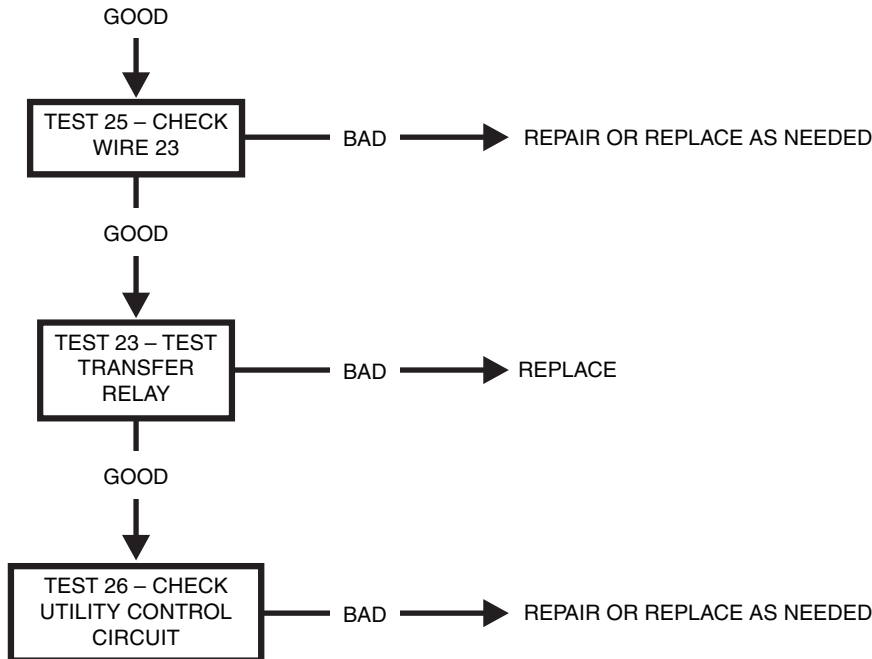 GOOD
TEST 25 – CHECK
WIRE 23
BAD
REPAIR OR REPLACE AS NEEDED
GOOD
TEST 23 – TEST
TRANSFER
RELAY
BAD
REPLACE
GOOD
TEST 26 – CHECK
UTILITY CONTROL
CIRCUIT
BAD
REPAIR OR REPLACE AS NEEDED